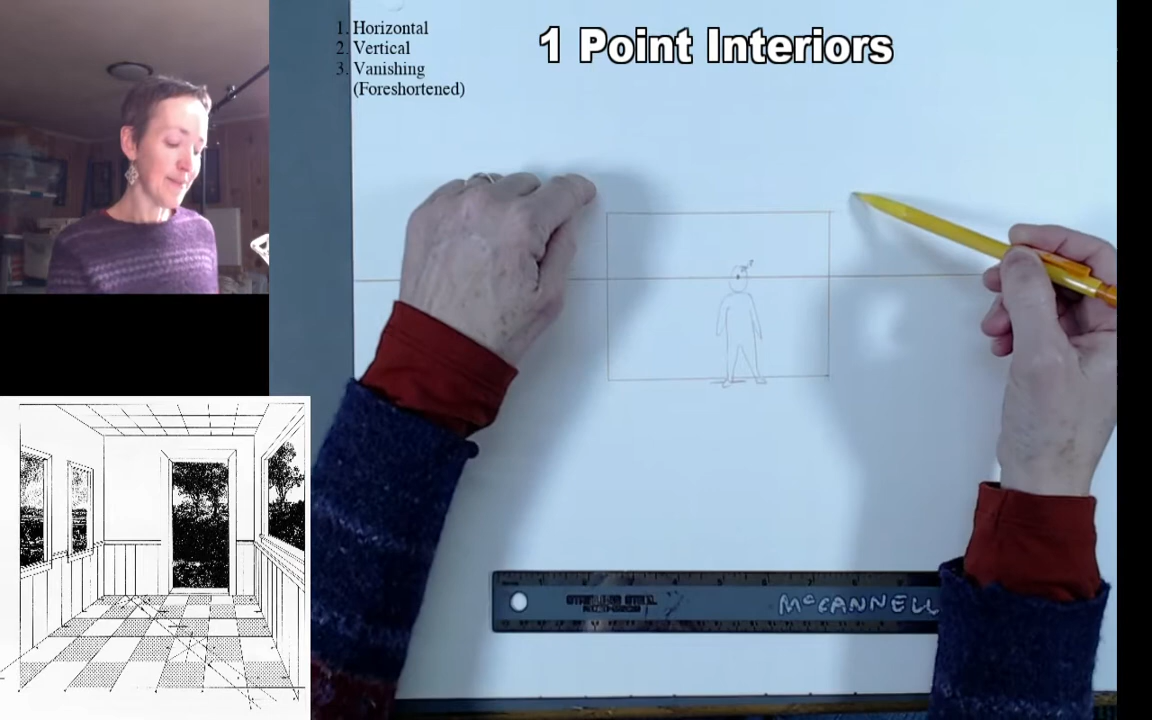 1. Horizontal
2. Vertical
3. Vanishing
(Foreshortened)
1 Point Interiors
McCANNELL